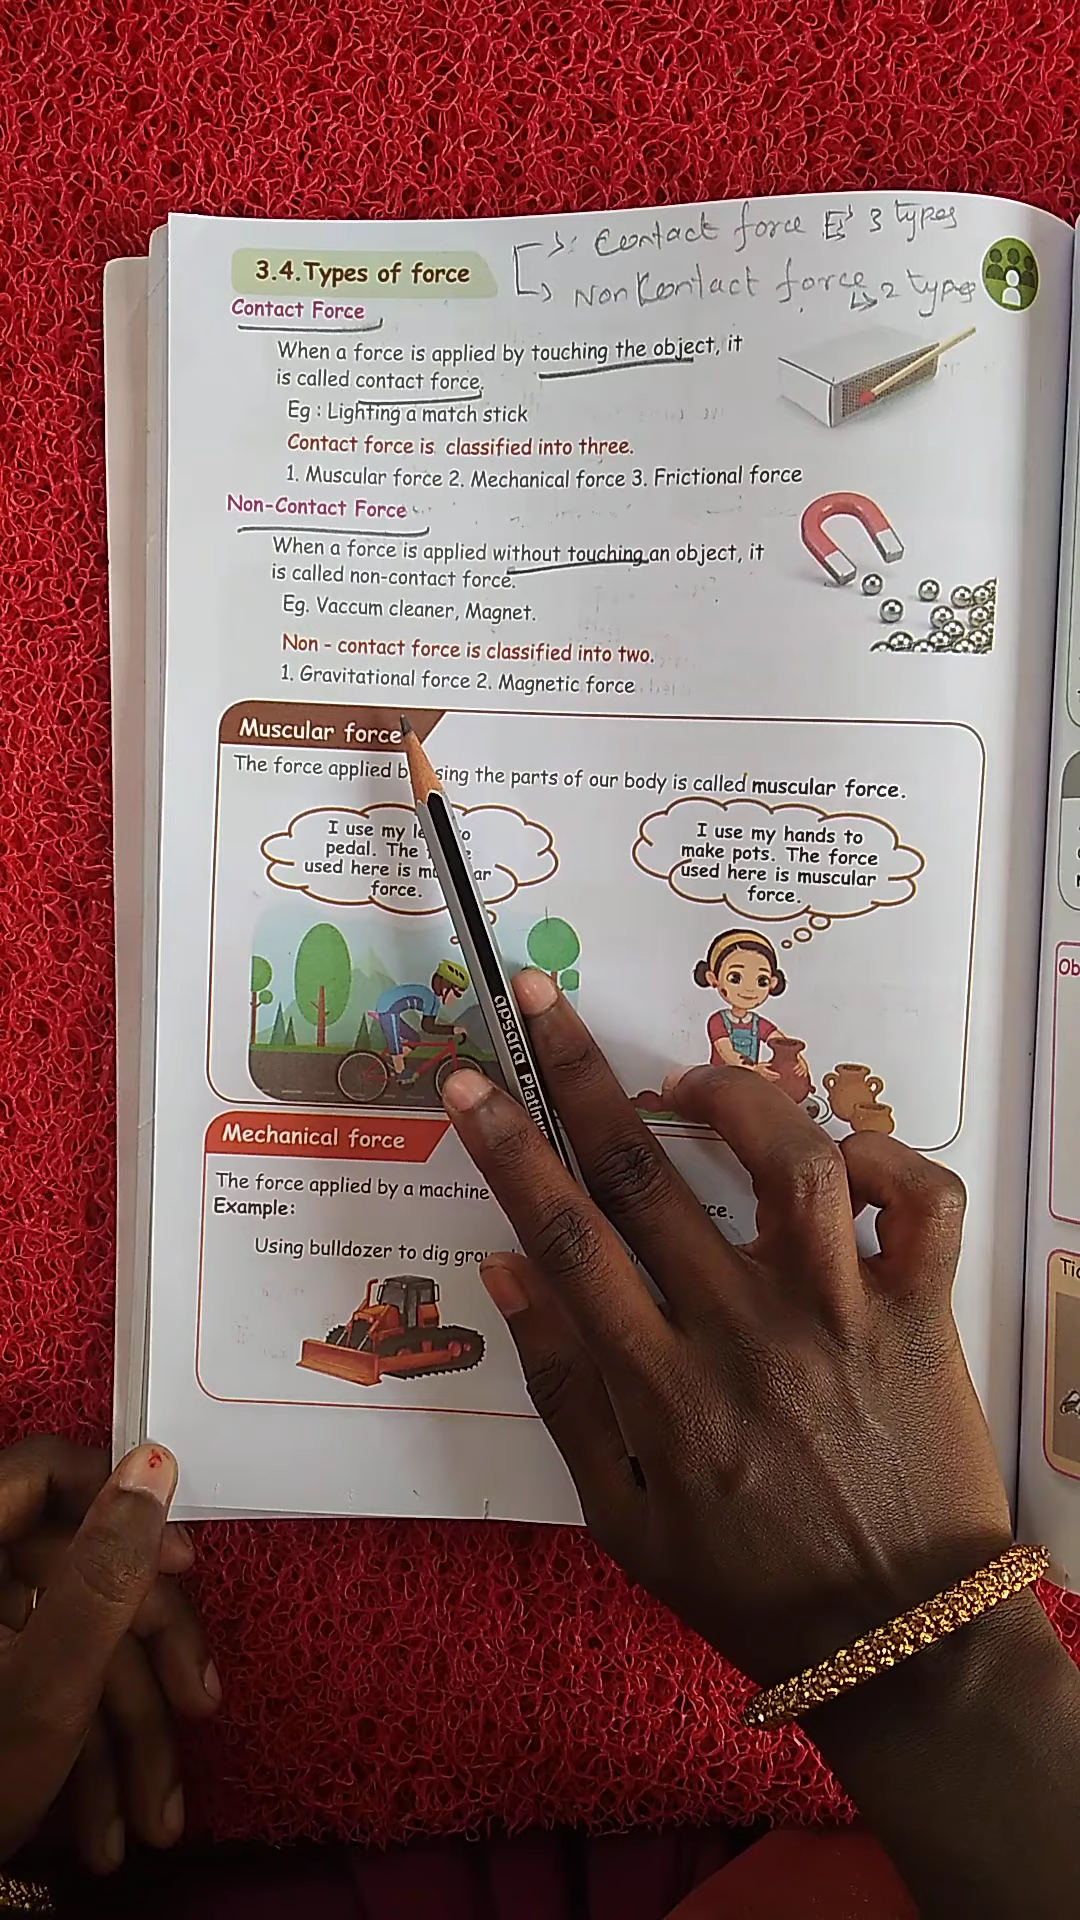 Contact force 3 types
3.4.Types of force
Non Contact force 2 types
Contact Force
When a force is applied by touching the object, it
is called contact force.
Eg : Lighting a match stick
Contact force is classified into three.
1. Muscular force 2. Mechanical force 3. Frictional force
Non-Contact Force
When a force is applied without touching an object, it
is called non-contact force.
Eg. Vaccum cleaner, Magnet.
Non - contact force is classified into two.
1. Gravitational force 2. Magnetic force
Muscular force
The force applied the parts of our body is called muscular force.
I use my
pedal. The
used here is
force.
I use my hands to
make pots. The force
used here is muscular
force.
apsara Platinum
Mechanical force
The force applied by a machine
Example:
Using bulldozer to dig
Ob